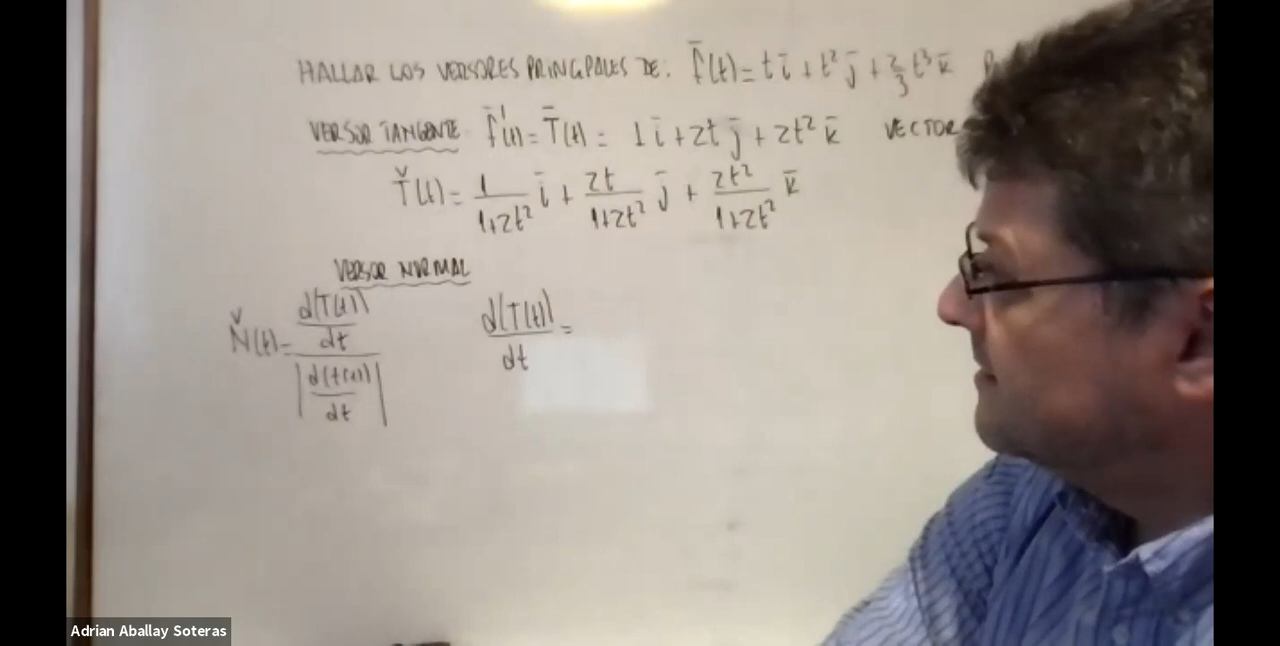 HALLAR LOS VERSORES PRINCIPALES DE: f̄(t) = t ī + t² j̄ + 2/3 t³ k̄
VERSOR TANGENTE f̄'(t) = T̄(t) = 1 ī + 2t j̄ + 2t² k̄ VECTOR
Ť(t) = 1/(1+2t²) ī + 2t/(1+2t²) j̄ + 2t²/(1+2t²) k̄
VERSOR NORMAL
Ň(t) = (d(T(t))/dt) / |d(T(t))/dt| d(T(t))/dt =
Adrian Aballay Soteras